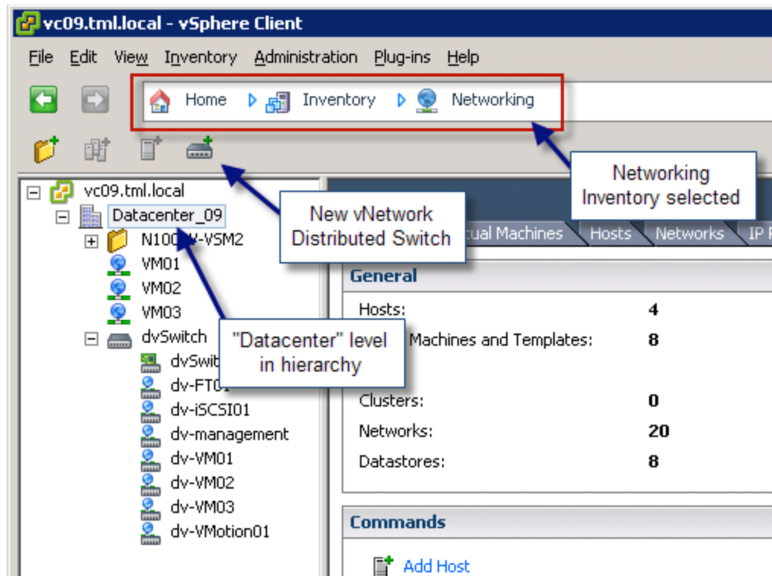 vc09.tml.local - vSphere Client
File Edit View Inventory Administration Plug-ins Help
Home Inventory Networking
Networking
Inventory selected
vc09.tml.local
Datacenter_09
New vNetwork
Distributed Switch
Machines Hosts Networks
VM01
VM02
VM03
General
Hosts: 4
dvSwitch
"Datacenter" level
in hierarchy
Machines and Templates: 8
dv-FT01
dv-iSCSI01
Clusters: 0
dv-management
Networks: 20
dv-VM01
Datastores: 8
dv-VM02
dv-VM03
dv-VMotion01
Commands
Add Host